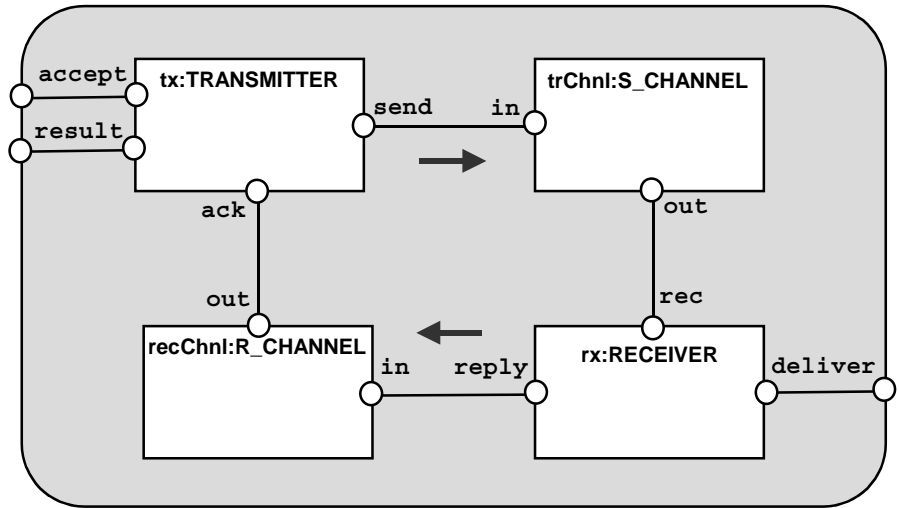 tx:TRANSMITTER
trChnl:S_CHANNEL
accept
send
in
result
ack
out
out
rec
recChnl:R_CHANNEL
rx:RECEIVER
in
reply
deliver